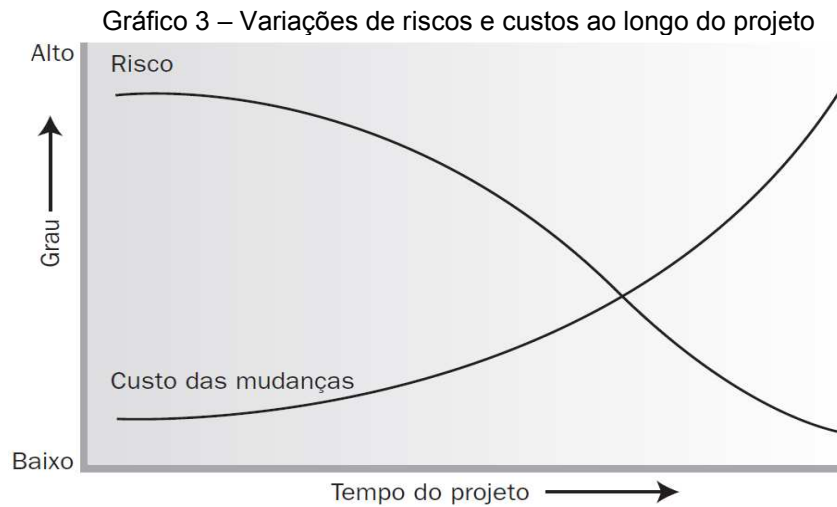 Gráfico 3 – Variações de riscos e custos ao longo do projeto
Alto
Risco
Grau
Custo das mudanças
Baixo
Tempo do projeto